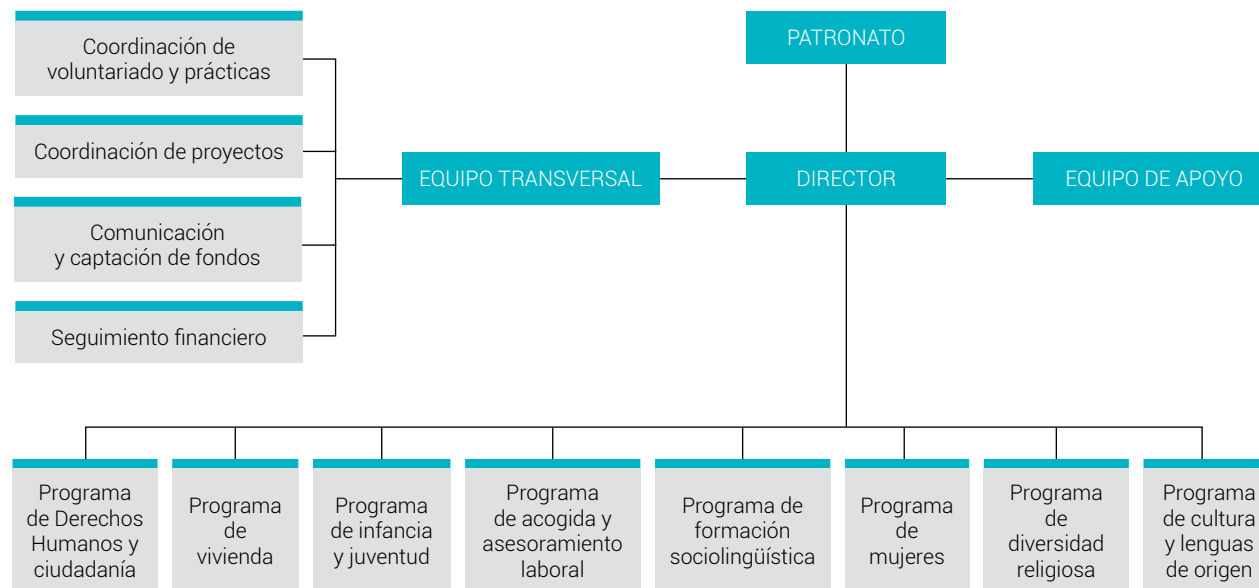 Coordinación de
voluntariado y prácticas
Coordinación de proyectos
Comunicación
y captación de fondos
Seguimiento financiero
PATRONATO
EQUIPO TRANSVERSAL
DIRECTOR
EQUIPO DE APOYO
Programa
de Derechos
Humanos y
ciudadanía
Programa
de
vivienda
Programa
de infancia
y juventud
Programa
de acogida y
asesoramiento
laboral
Programa de
formación
sociolingüística
Programa
de
mujeres
Programa
de
diversidad
religiosa
Programa
de cultura
y lenguas
de origen